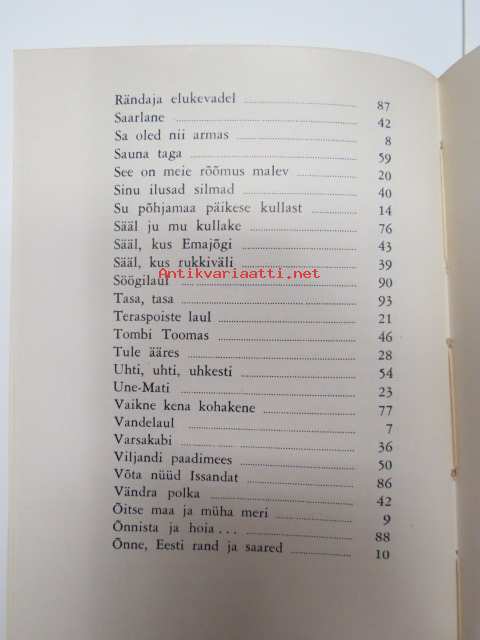 Rändaja elukevadel ........ 87
Saarlane ........ 42
Sa oled nii armas ........ 8
Sauna taga ........ 59
See on meie rõõmus malev ........ 20
Sinu ilusad silmad ........ 40
Su põhjamaa päikese kullast ........ 14
Sääl ju mu kullake ........ 76
Sääl, kus Emajõgi ........ 43
Sääl, kus rukkiväli ........ 39
Antikvariaatti.net
Söögilaul ........ 90
Tasa, tasa ........ 93
Teraspoiste laul ........ 21
Tombi Toomas ........ 46
Tule ääres ........ 28
Uhti, uhti, uhkesti ........ 54
Une-Mati ........ 23
Vaikne kena kohakene ........ 77
Vandelaul ........ 7
Varsakabi ........ 36
Viljandi paadimees ........ 50
Võta nüüd Issandat ........ 86
Vändra polka ........ 42
Õitse maa ja müha meri ........ 9
Õnnista ja hoia . . . ........ 88
Õnne, Eesti rand ja saared ........ 10